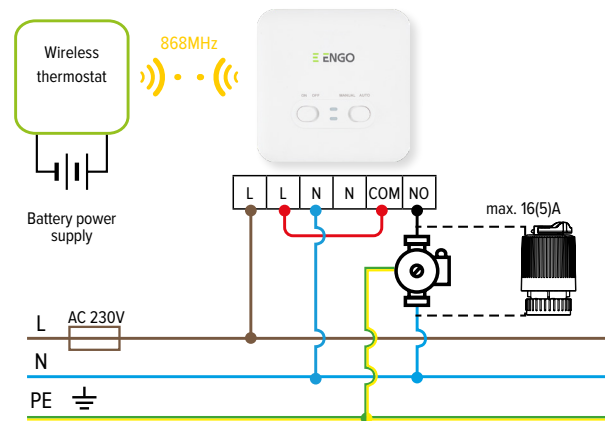 Wireless
thermostat
868MHz
ENGO
ON OFF MANUAL AUTO
L L N N COM NO
Battery power
supply
max. 16(5)A
L AC 230V
N
PE